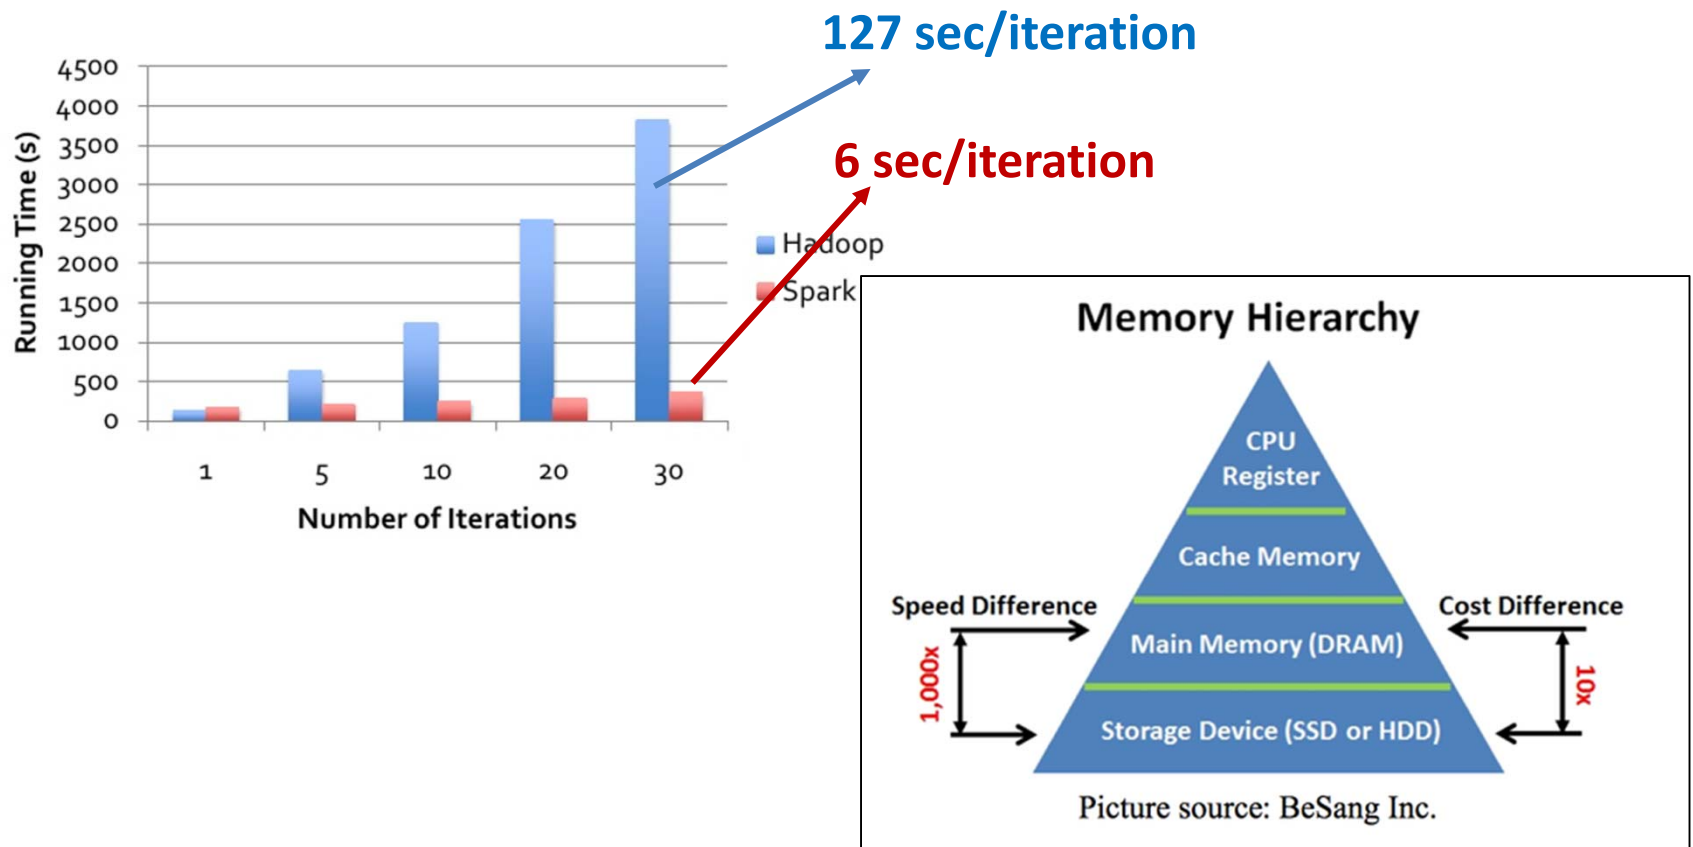 127 sec/iteration
6 sec/iteration
Running Time (s)
4500
4000
3500
3000
2500
2000
1500
1000
500
0
1 5 10 20 30
Number of Iterations
Hadoop
Spark
Memory Hierarchy
CPU
Register
Cache Memory
Speed Difference
Cost Difference
Main Memory (DRAM)
1,000x
10x
Storage Device (SSD or HDD)
Picture source: BeSang Inc.